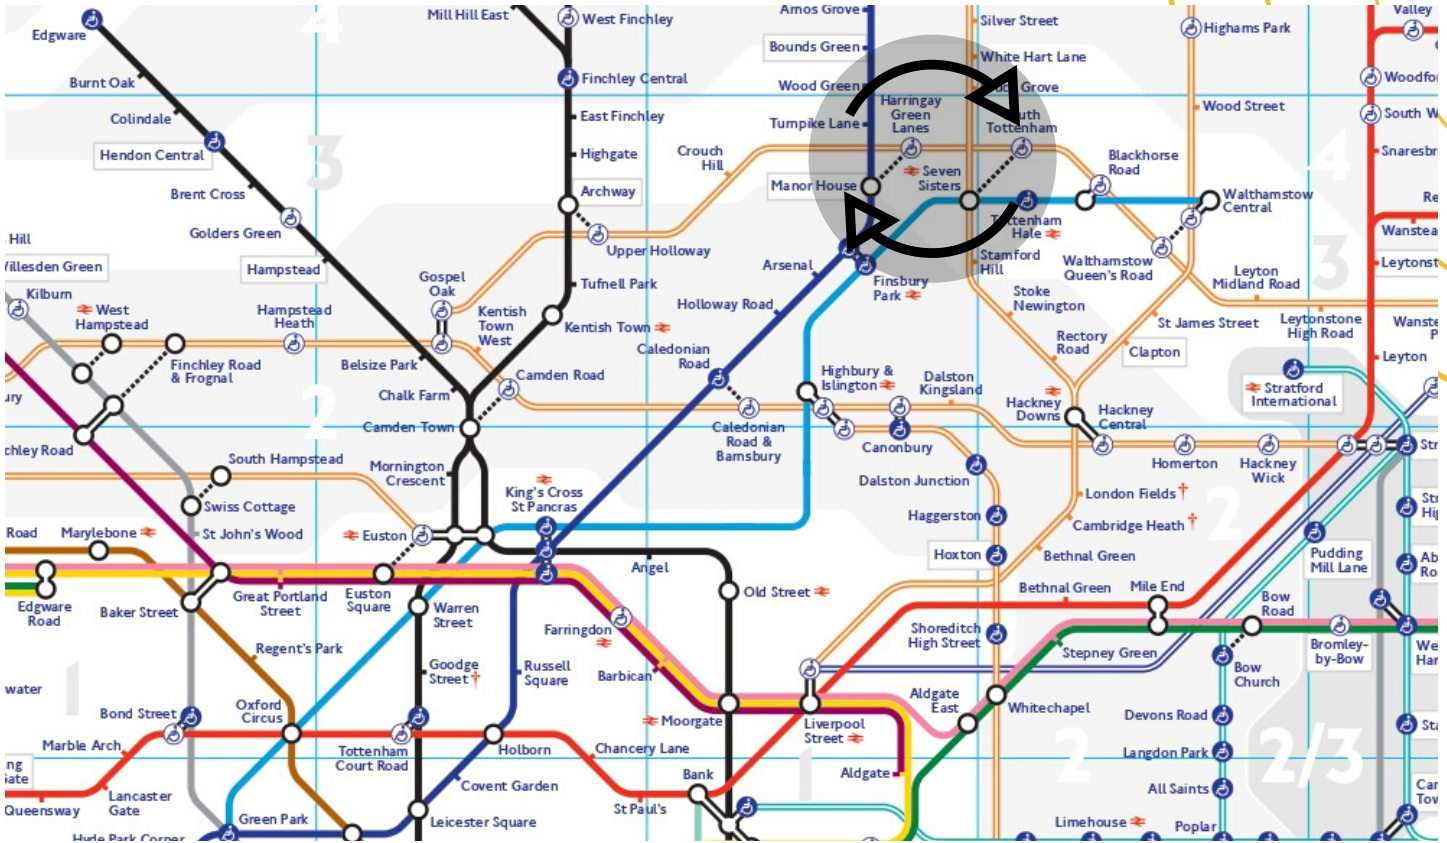 Edgware
Burnt Oak
Colindale
Hendon Central
Brent Cross
Golders Green
Hampstead
Mill Hill East
West Finchley
Finchley Central
East Finchley
Highgate
Archway
Upper Holloway
Tufnell Park
Kentish Town
Crouch
Hill
4
3
Arnos Grove
Bounds Green
Wood Green
Turnpike Lane
Harringay
Green
Lanes
Manor House
Seven
Sisters
Tottenham
Hale
Silver Street
White Hart Lane
Grove
Tottenham
Stamford
Hill
Finsbury
Park
Arsenal
Holloway Road
Caledonian
Road
Highams Park
Wood Street
Blackhorse
Road
Walthamstow
Central
Walthamstow
Queen's Road
Leyton
Midland Road
Leytonstone
High Road
St James Street
Stoke
Newington
Rectory
Road
Clapton
Valley
South W
Snaresbr
4
3
Leyton
Hill
Kilburn
West
Hampstead
Finchley Road
& Frognal
Hampstead
Heath
Gospel
Oak
Kentish
Town
West
Belsize Park
Chalk Farm
Camden Road
Camden Town
Mornington
Crescent
2
Caledonian
Road &
Barnsbury
Highbury &
Islington
Canonbury
Dalston
Kingsland
Dalston Junction
Haggerston
Hoxton
Shoreditch
High Street
Hackney
Downs
Hackney
Central
Homerton
Hackney
Wick
Stratford
International
London Fields†
Cambridge Heath†
Bethnal Green
Bethnal Green
2
Pudding
Mill Lane
Mile End
Bow
Road
Bow
Church
Bromley-
by-Bow
Stepney Green
Devons Road
Langdon Park
All Saints
Poplar
Limehouse
2/3
2
South Hampstead
Swiss Cottage
St John's Wood
Road
Marylebone
Edgware
Road
Baker Street
Great Portland
Street
Euston
Square
Euston
King's Cross
St Pancras
Angel
Old Street
Farringdon
Barbican
Moorgate
Liverpool
Street
Aldgate
East
Aldgate
Whitechapel
Regent's Park
Warren
Street
Goodge
Street†
Russell
Square
Oxford
Circus
Bond Street
Marble Arch
Lancaster
Gate
Queensway
Tottenham
Court Road
Holborn
Chancery Lane
Covent Garden
Leicester Square
St Paul's
Bank
Green Park
Hyde Park Corner
1
1